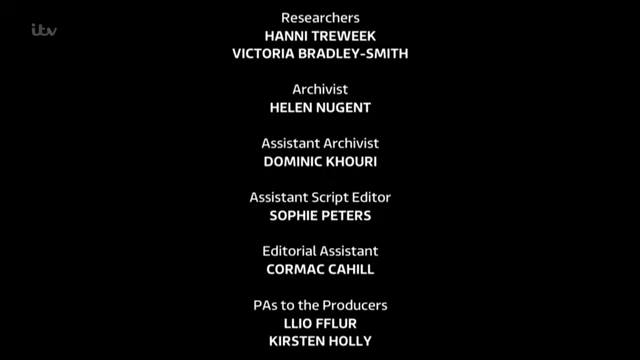 itv
Researchers
HANNI TREWEEK
VICTORIA BRADLEY-SMITH
Archivist
HELEN NUGENT
Assistant Archivist
DOMINIC KHOURI
Assistant Script Editor
SOPHIE PETERS
Editorial Assistant
CORMAC CAHILL
PAs to the Producers
LLIO FFLUR
KIRSTEN HOLLY